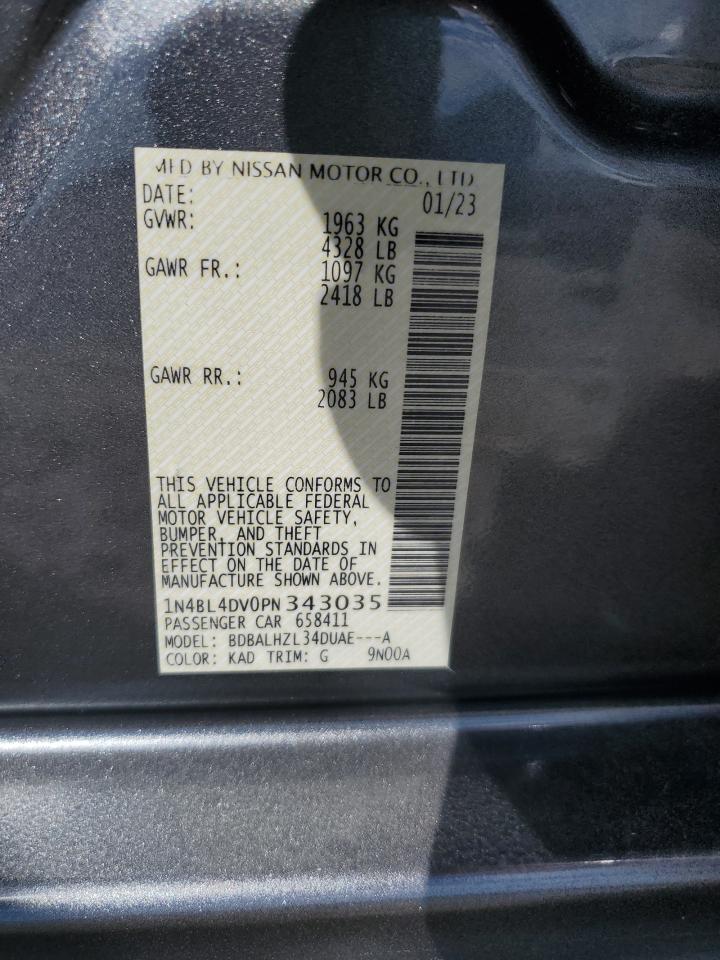 MFD BY NISSAN MOTOR CO., LTD
DATE: 01/23
GVWR: 1963 KG
4328 LB
GAWR FR.: 1097 KG
2418 LB
GAWR RR.: 945 KG
2083 LB
THIS VEHICLE CONFORMS TO
ALL APPLICABLE FEDERAL
MOTOR VEHICLE SAFETY,
BUMPER, AND THEFT
PREVENTION STANDARDS IN
EFFECT ON THE DATE OF
MANUFACTURE SHOWN ABOVE.
1N4BL4DV0PN343035
PASSENGER CAR 658411
MODEL: BDBALHZL34DUAE---A
COLOR: KAD TRIM: G 9N00A